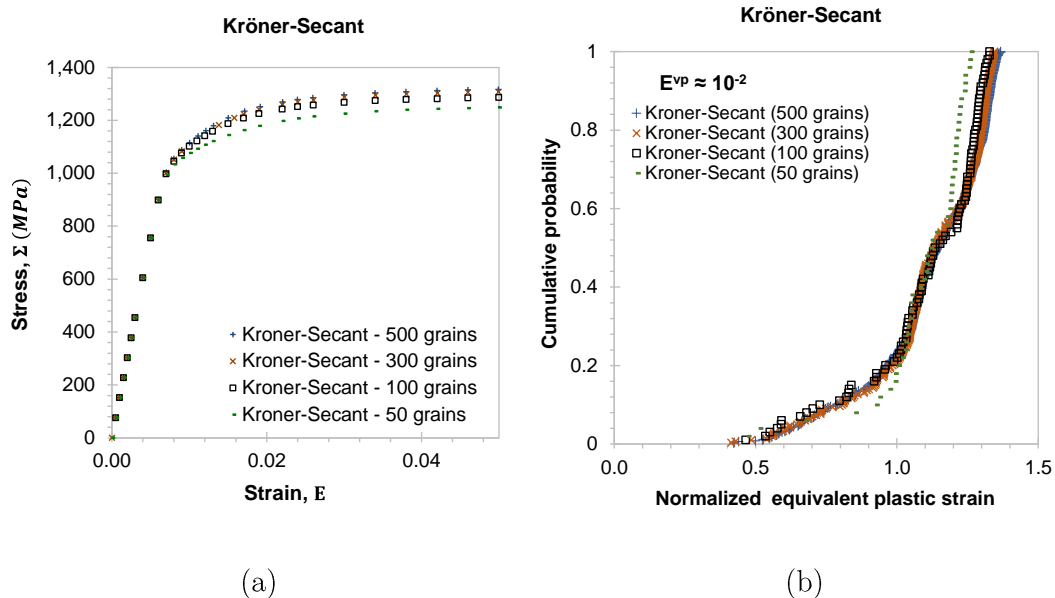 Kröner-Secant
1,400
1,200
1,000
800
600
400
200
0
0.00
0.02
0.04
Stress, Σ (MPa)
Strain, E
Kroner-Secant - 500 grains
Kroner-Secant - 300 grains
Kroner-Secant - 100 grains
Kroner-Secant - 50 grains
(a)
Kröner-Secant
1
0.8
0.6
0.4
0.2
0
0.0
0.5
1.0
1.5
Cumulative probability
Normalized equivalent plastic strain
E^vp ≈ 10^-2
Kroner-Secant (500 grains)
Kroner-Secant (300 grains)
Kroner-Secant (100 grains)
Kroner-Secant (50 grains)
(b)